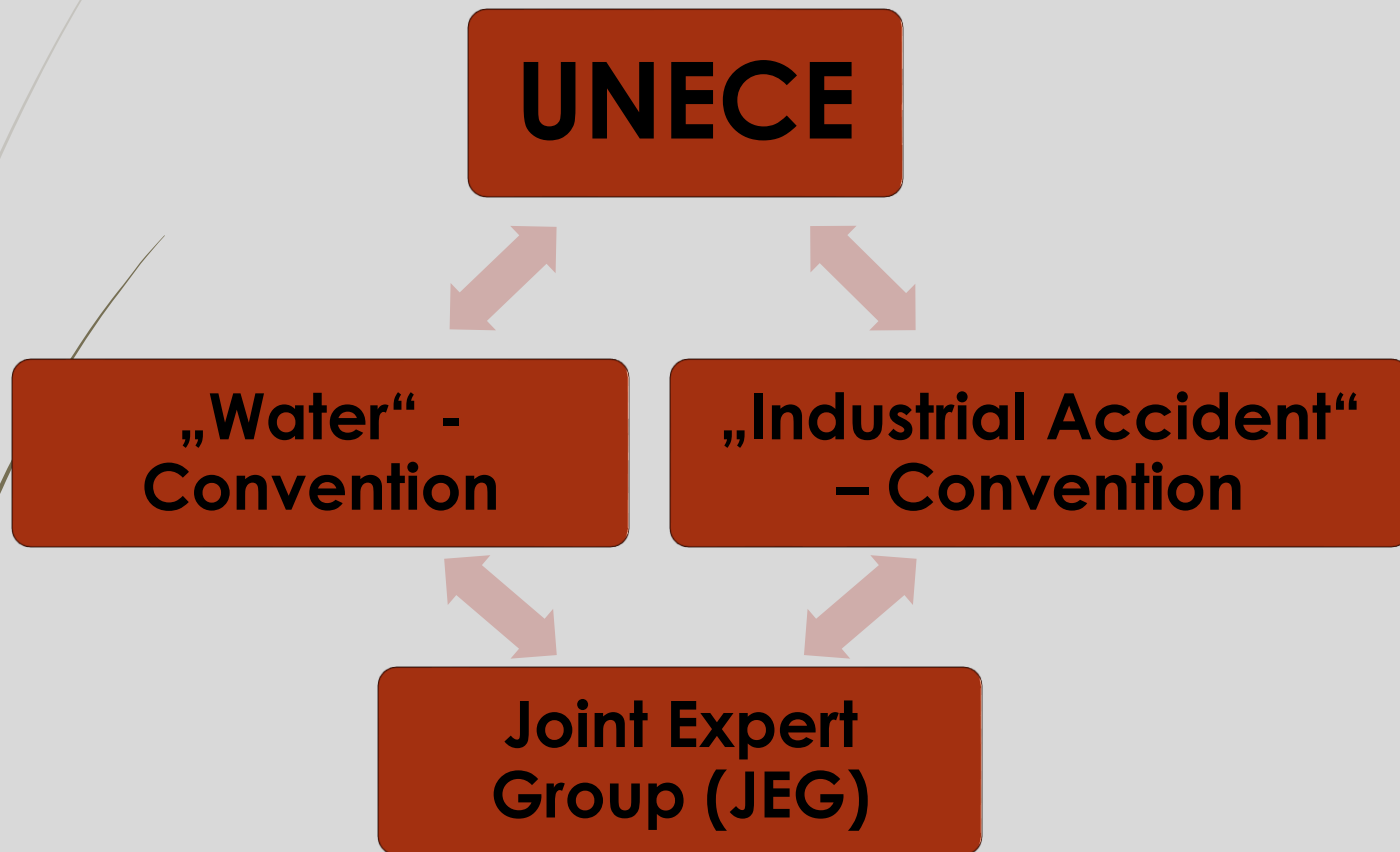 UNECE
„Water“ -
Convention
„Industrial Accident“
– Convention
Joint Expert
Group (JEG)